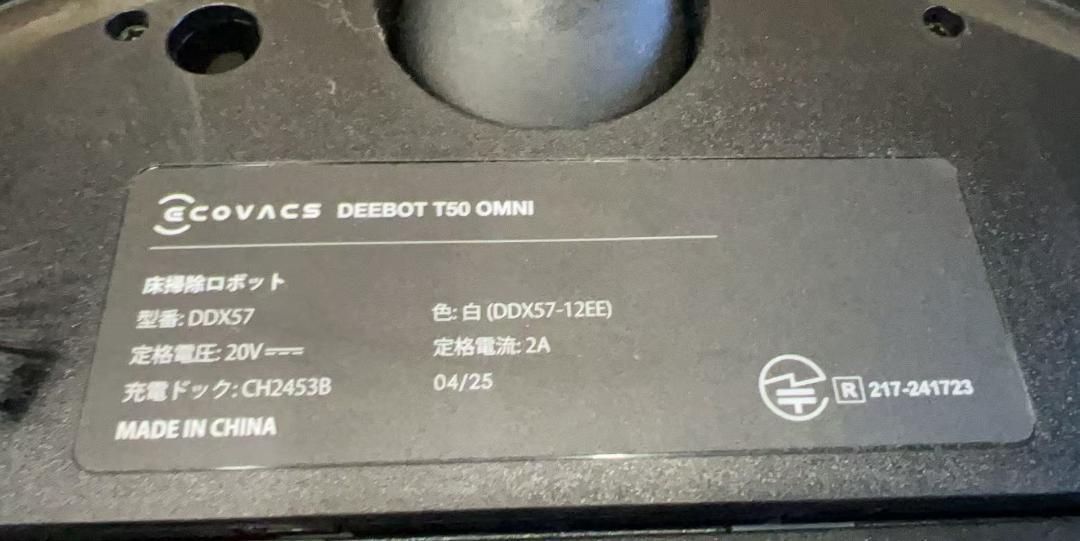 ECOVACS DEEBOT T50 OMNI
床掃除ロボット
型番: DDX57 色: 白 (DDX57-12EE)
定格電圧: 20V⎓ 定格電流: 2A
充電ドック: CH2453B 04/25
MADE IN CHINA
R 217-241723